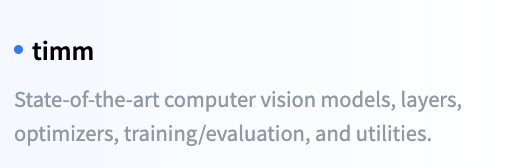 timm
State-of-the-art computer vision models, layers,
optimizers, training/evaluation, and utilities.